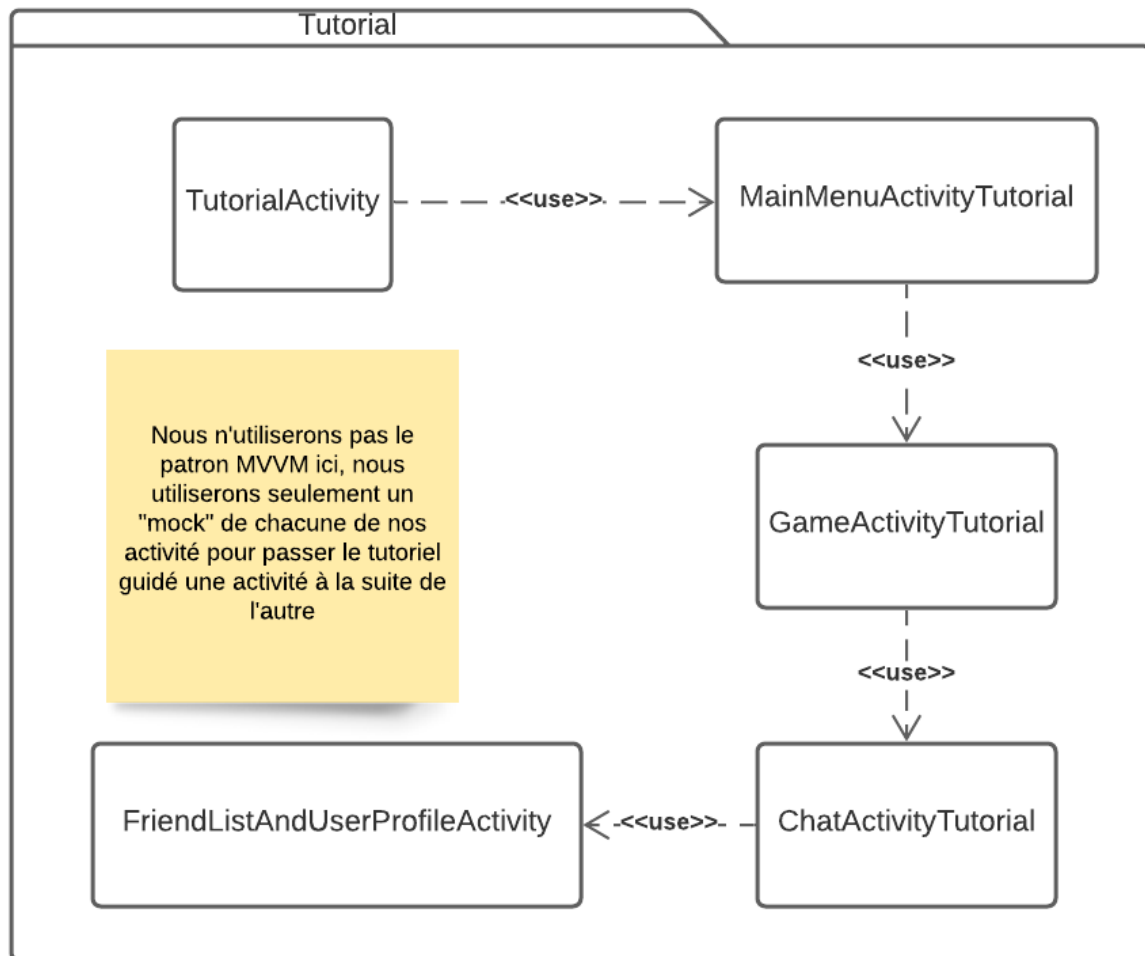 Tutorial
TutorialActivity
<<use>>
MainMenuActivityTutorial
<<use>>
Nous n'utiliserons pas le
patron MVVM ici, nous
utiliserons seulement un
"mock" de chacune de nos
activité pour passer le tutoriel
guidé une activité à la suite de
l'autre
GameActivityTutorial
<<use>>
FriendListAndUserProfileActivity
<<use>>
ChatActivityTutorial